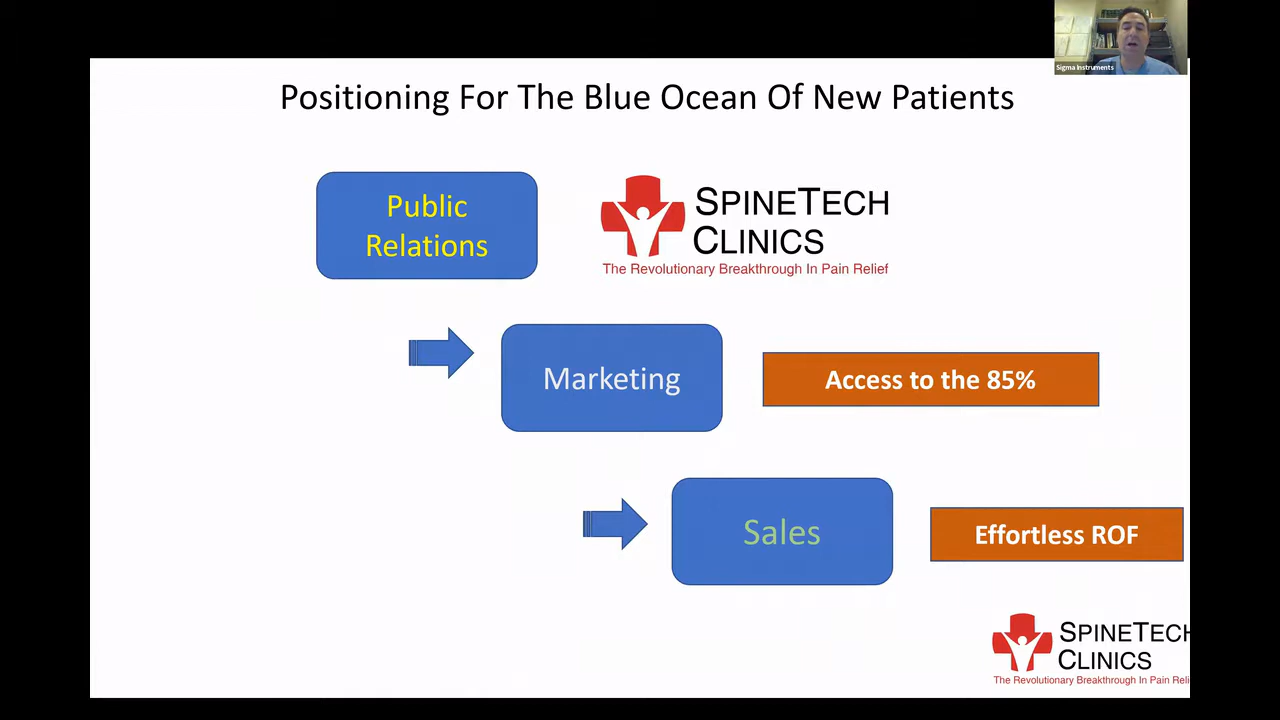 Sigma Instruments
Positioning For The Blue Ocean Of New Patients
Public
Relations
SPINETECH
CLINICS
The Revolutionary Breakthrough In Pain Relief
Marketing
Access to the 85%
Sales
Effortless ROF
SPINETECH
CLINICS
The Revolutionary Breakthrough In Pain Reli